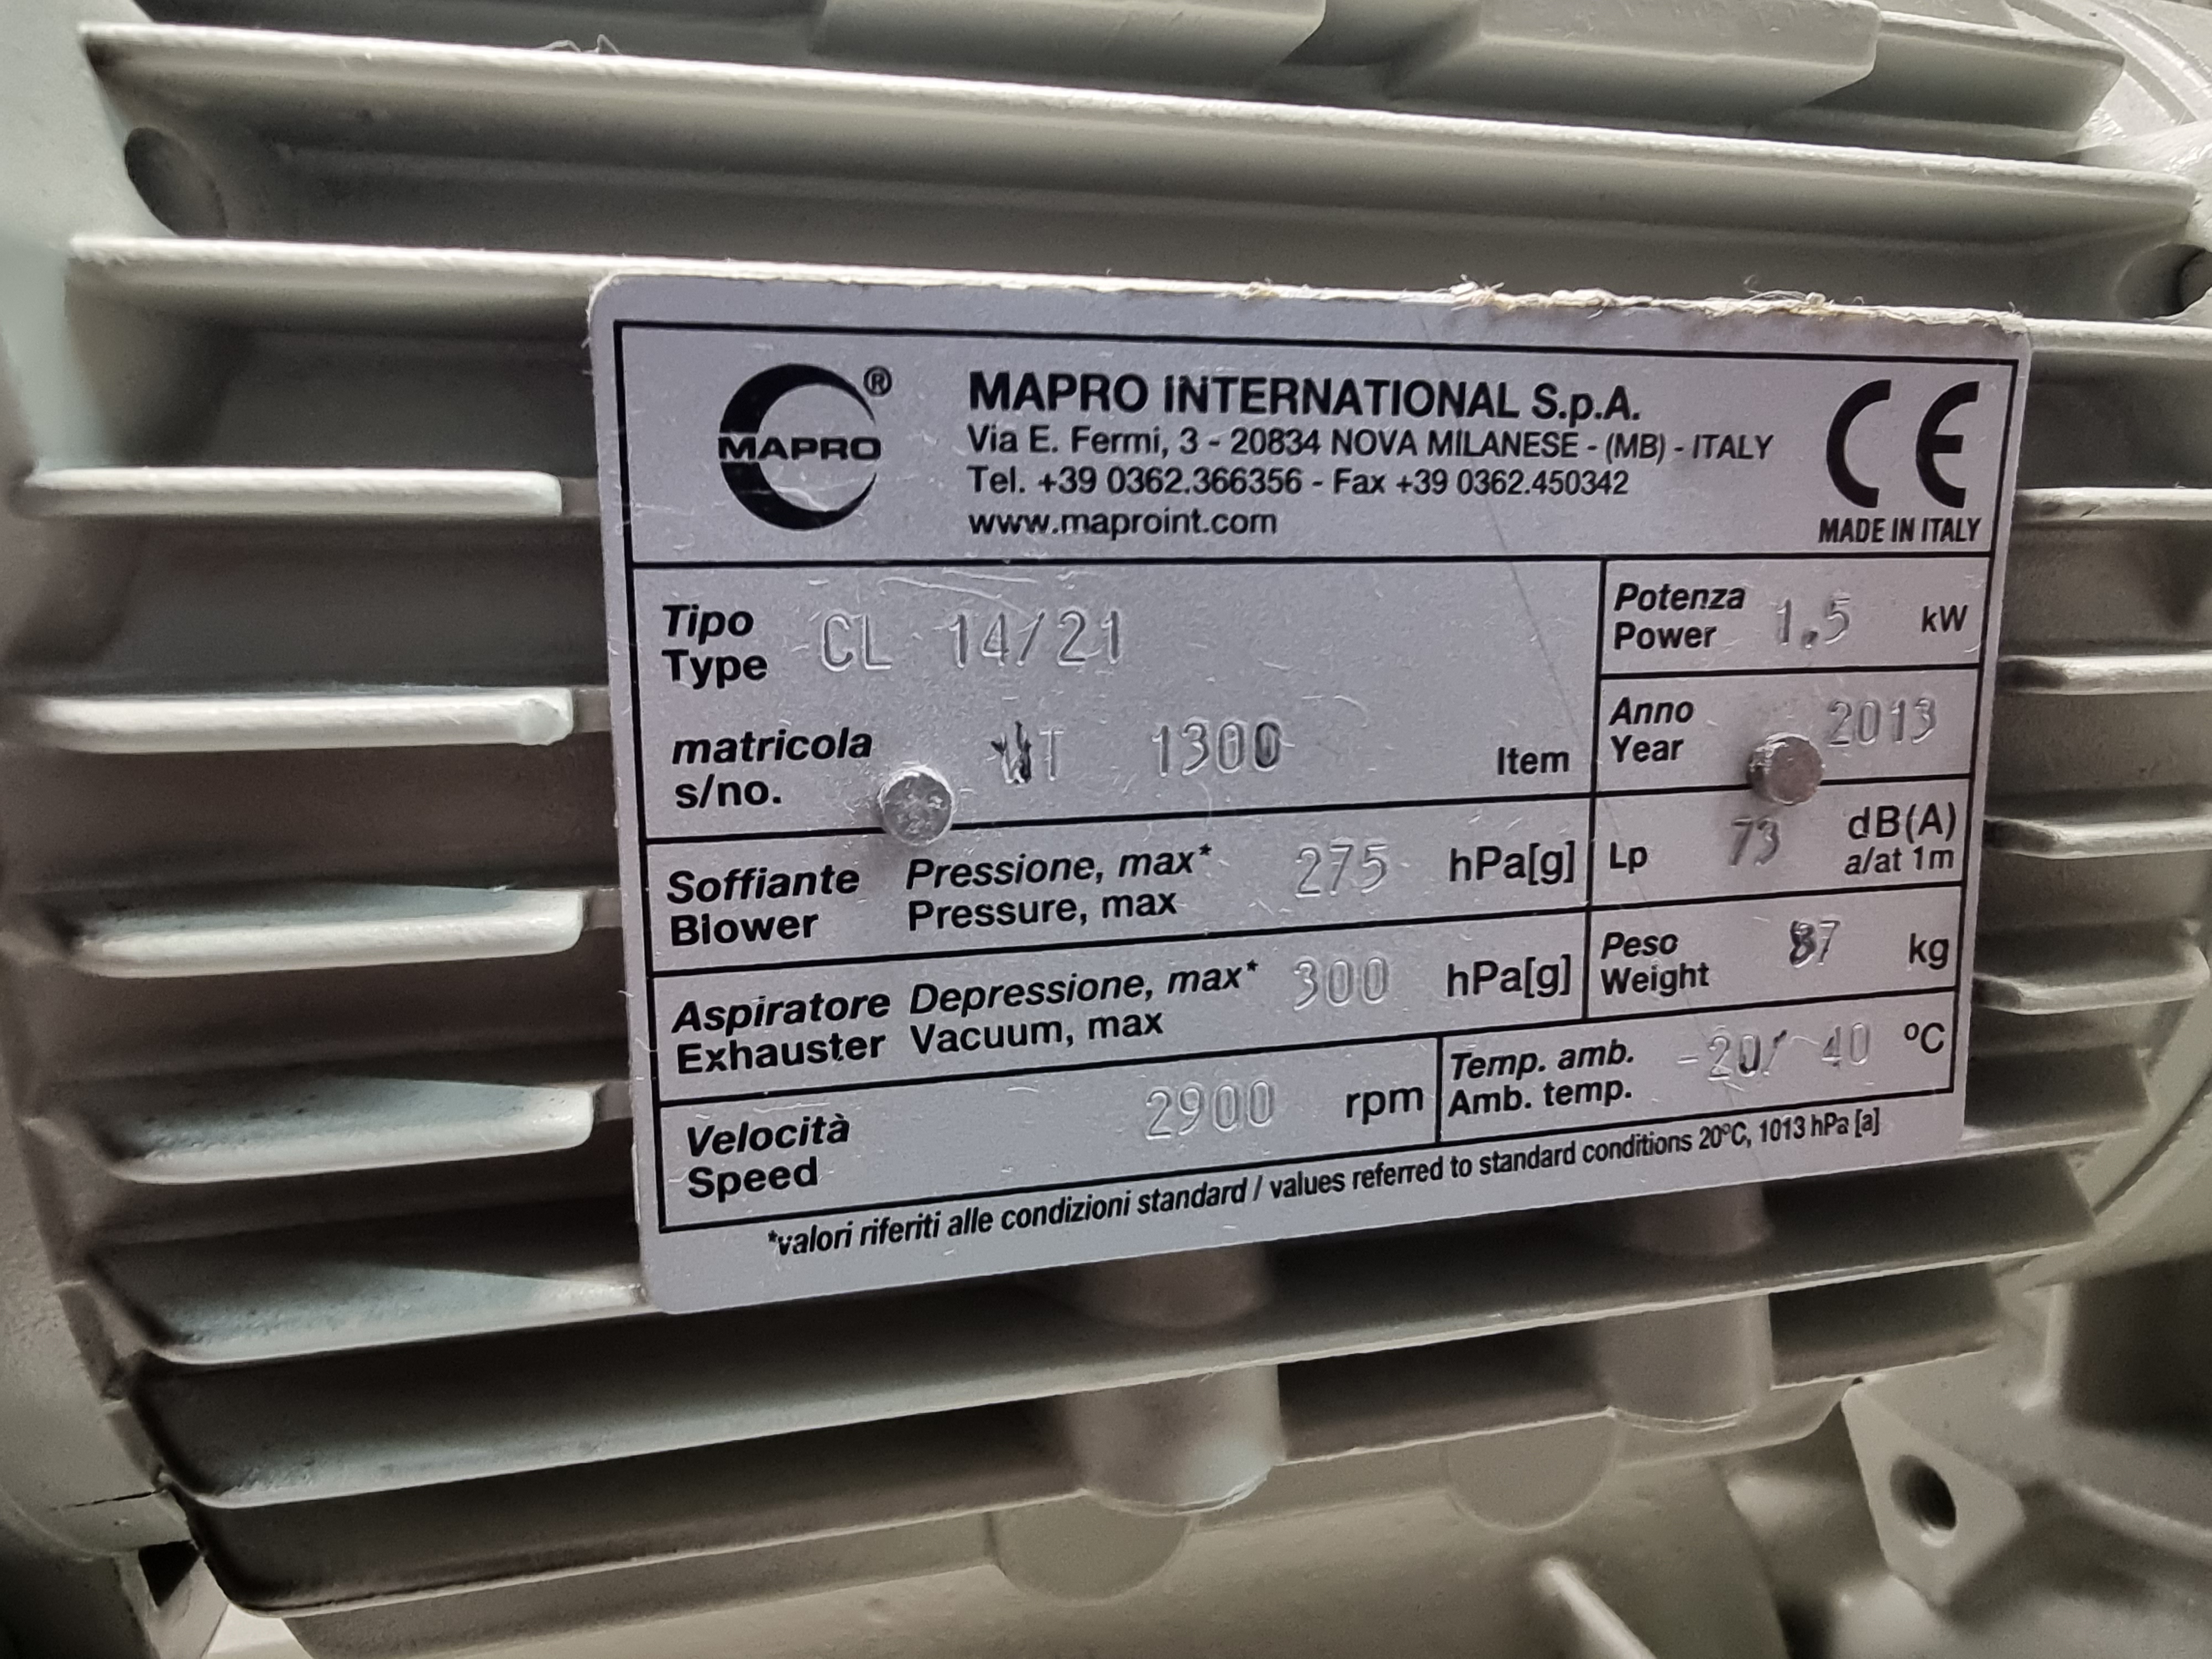 MAPRO®
MAPRO INTERNATIONAL S.p.A.
Via E. Fermi, 3 - 20834 NOVA MILANESE - (MB) - ITALY
Tel. +39 0362.366356 - Fax +39 0362.450342
www.maproint.com
CE
MADE IN ITALY
Tipo
Type CL 14/21
Potenza
Power 1.5 kW
matricola
s/no. 1300 Item
Anno
Year 2013
Soffiante Pressione, max* 275 hPa[g]
Blower Pressure, max
Lp 73 dB(A)
a/at 1m
Aspiratore Depressione, max* 300 hPa[g]
Exhauster Vacuum, max
Peso
Weight 87 kg
Velocità
Speed 2900 rpm
Temp. amb.
Amb. temp. -20/ 40 ºC
*valori riferiti alle condizioni standard / values referred to standard conditions 20ºC, 1013 hPa [a]